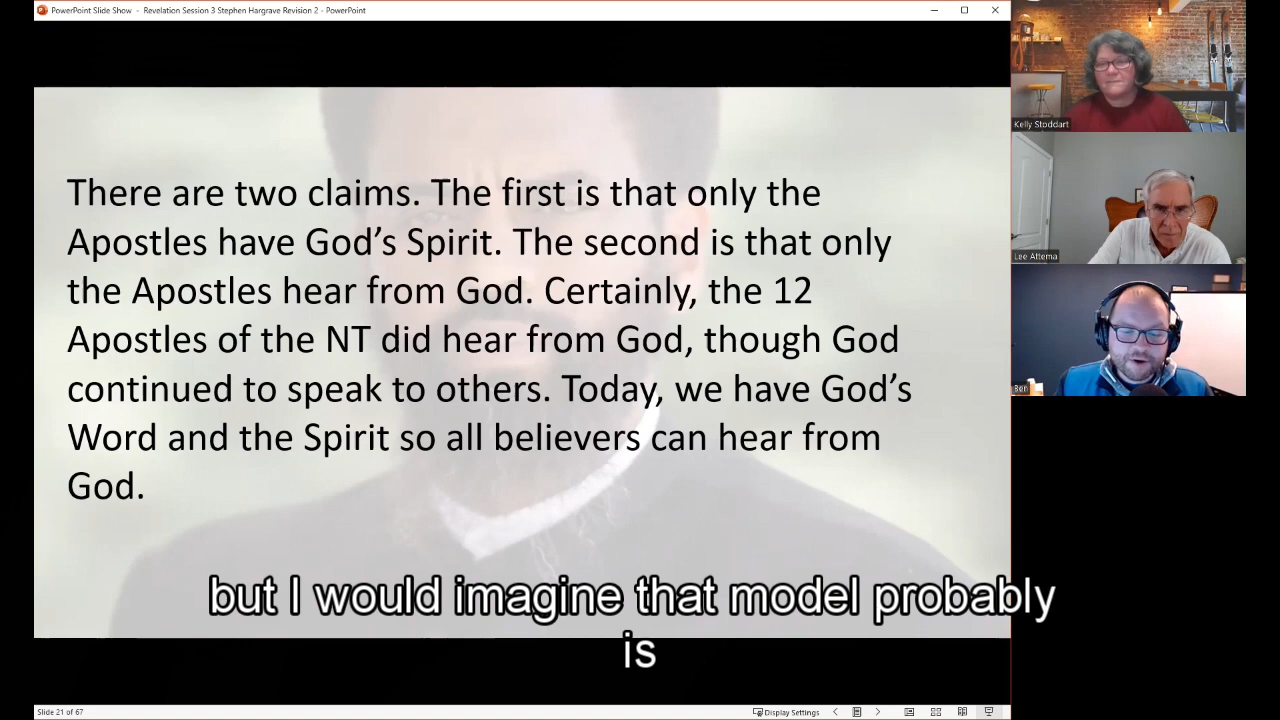 PowerPoint Slide Show - Revelation Session 3 Stephen Hargrave Revision 2 - PowerPoint
There are two claims. The first is that only the
Apostles have God’s Spirit. The second is that only
the Apostles hear from God. Certainly, the 12
Apostles of the NT did hear from God, though God
continued to speak to others. Today, we have God’s
Word and the Spirit so all believers can hear from
God.
but I would imagine that model probably
is
Kelly Stoddart
Lee Attema
Ben
Slide 21 of 67
Display Settings